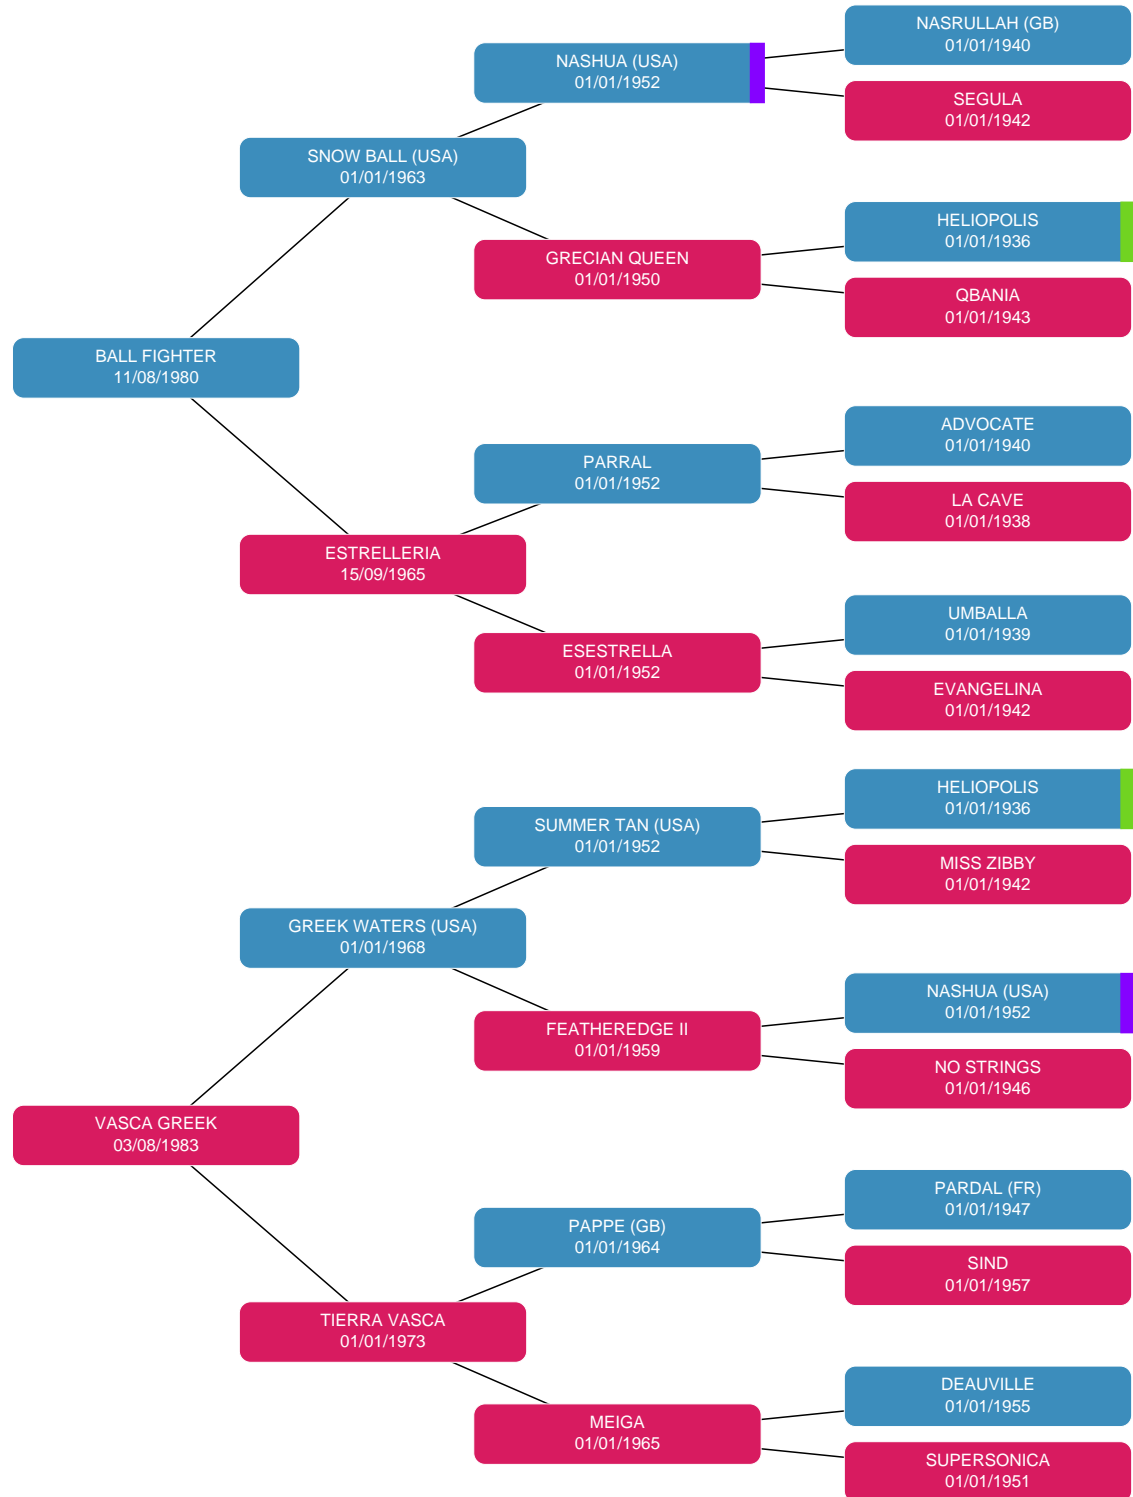 NASRULLAH (GB)
01/01/1940
NASHUA (USA)
01/01/1952
SEGULA
01/01/1942
SNOW BALL (USA)
01/01/1963
HELIOPOLIS
01/01/1936
GRECIAN QUEEN
01/01/1950
QBANIA
01/01/1943
BALL FIGHTER
11/08/1980
ADVOCATE
01/01/1940
PARRAL
01/01/1952
LA CAVE
01/01/1938
ESTRELLERIA
15/09/1965
UMBALLA
01/01/1939
ESESTRELLA
01/01/1952
EVANGELINA
01/01/1942
HELIOPOLIS
01/01/1936
SUMMER TAN (USA)
01/01/1952
MISS ZIBBY
01/01/1942
GREEK WATERS (USA)
01/01/1968
NASHUA (USA)
01/01/1952
FEATHEREDGE II
01/01/1959
NO STRINGS
01/01/1946
VASCA GREEK
03/08/1983
PARDAL (FR)
01/01/1947
PAPPE (GB)
01/01/1964
SIND
01/01/1957
TIERRA VASCA
01/01/1973
DEAUVILLE
01/01/1955
MEIGA
01/01/1965
SUPERSONICA
01/01/1951